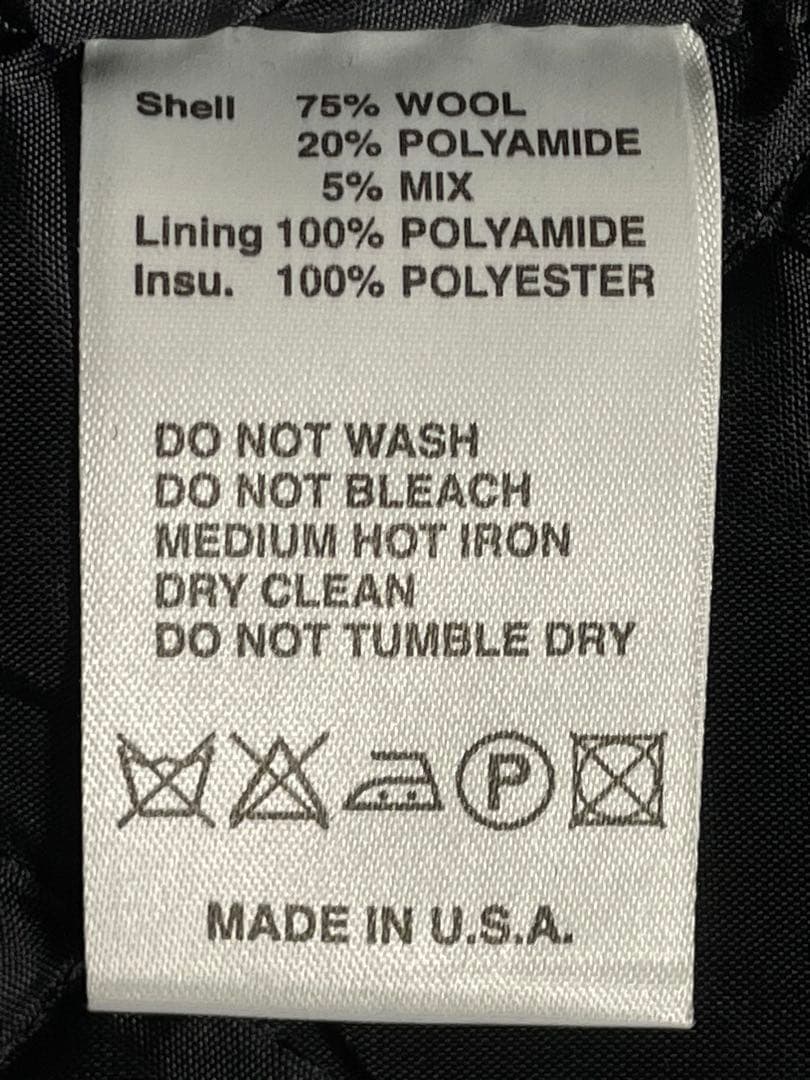 Shell 75% WOOL
20% POLYAMIDE
5% MIX
Lining 100% POLYAMIDE
Insu. 100% POLYESTER
DO NOT WASH
DO NOT BLEACH
MEDIUM HOT IRON
DRY CLEAN
DO NOT TUMBLE DRY
P
MADE IN U.S.A.